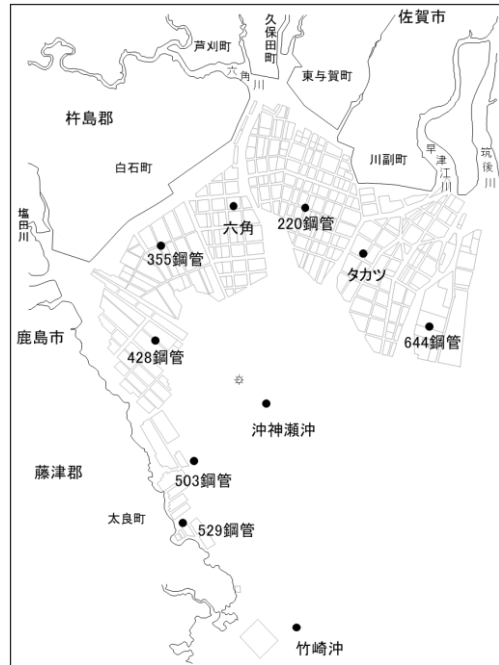 佐賀市
久保田町
芦刈町
六角川
東与賀町
杵島郡
川副町
早津江川
筑後川
白石町
塩田川
六角
220鋼管
355鋼管
タカツ
鹿島市
428鋼管
644鋼管
沖神瀬沖
藤津郡
503鋼管
太良町
529鋼管
竹崎沖